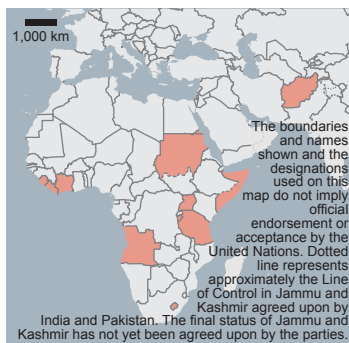 1,000 km
The boundaries
and names
shown and the
designations
used on this
map do not imply
official
endorsement or
acceptance by the
United Nations. Dotted
line represents
approximately the Line
of Control in Jammu and
Kashmir agreed upon by
India and Pakistan. The final status of Jammu and
Kashmir has not yet been agreed upon by the parties.